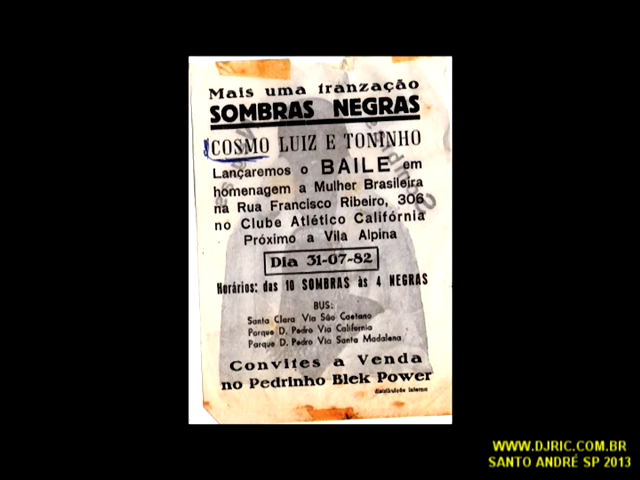 Mais uma tranzação
SOMBRAS NEGRAS
COSMO LUIZ E TONINHO
Lançaremos o BAILE em
homenagem a Mulher Brasileira
na Rua Francisco Ribeiro, 306
no Clube Atlético Califórnia
Próximo a Vila Alpina
Dia 31-07-82
Horários: das 10 SOMBRAS às 4 NEGRAS
BUS:
Santa Clara Via São Caetano
Parque D. Pedro Via California
Parque D. Pedro Via Santa Madalena
Convites a Venda
no Pedrinho Blek Power
distribuição interna
WWW.DJRIC.COM.BR
SANTO ANDRÉ SP 2013